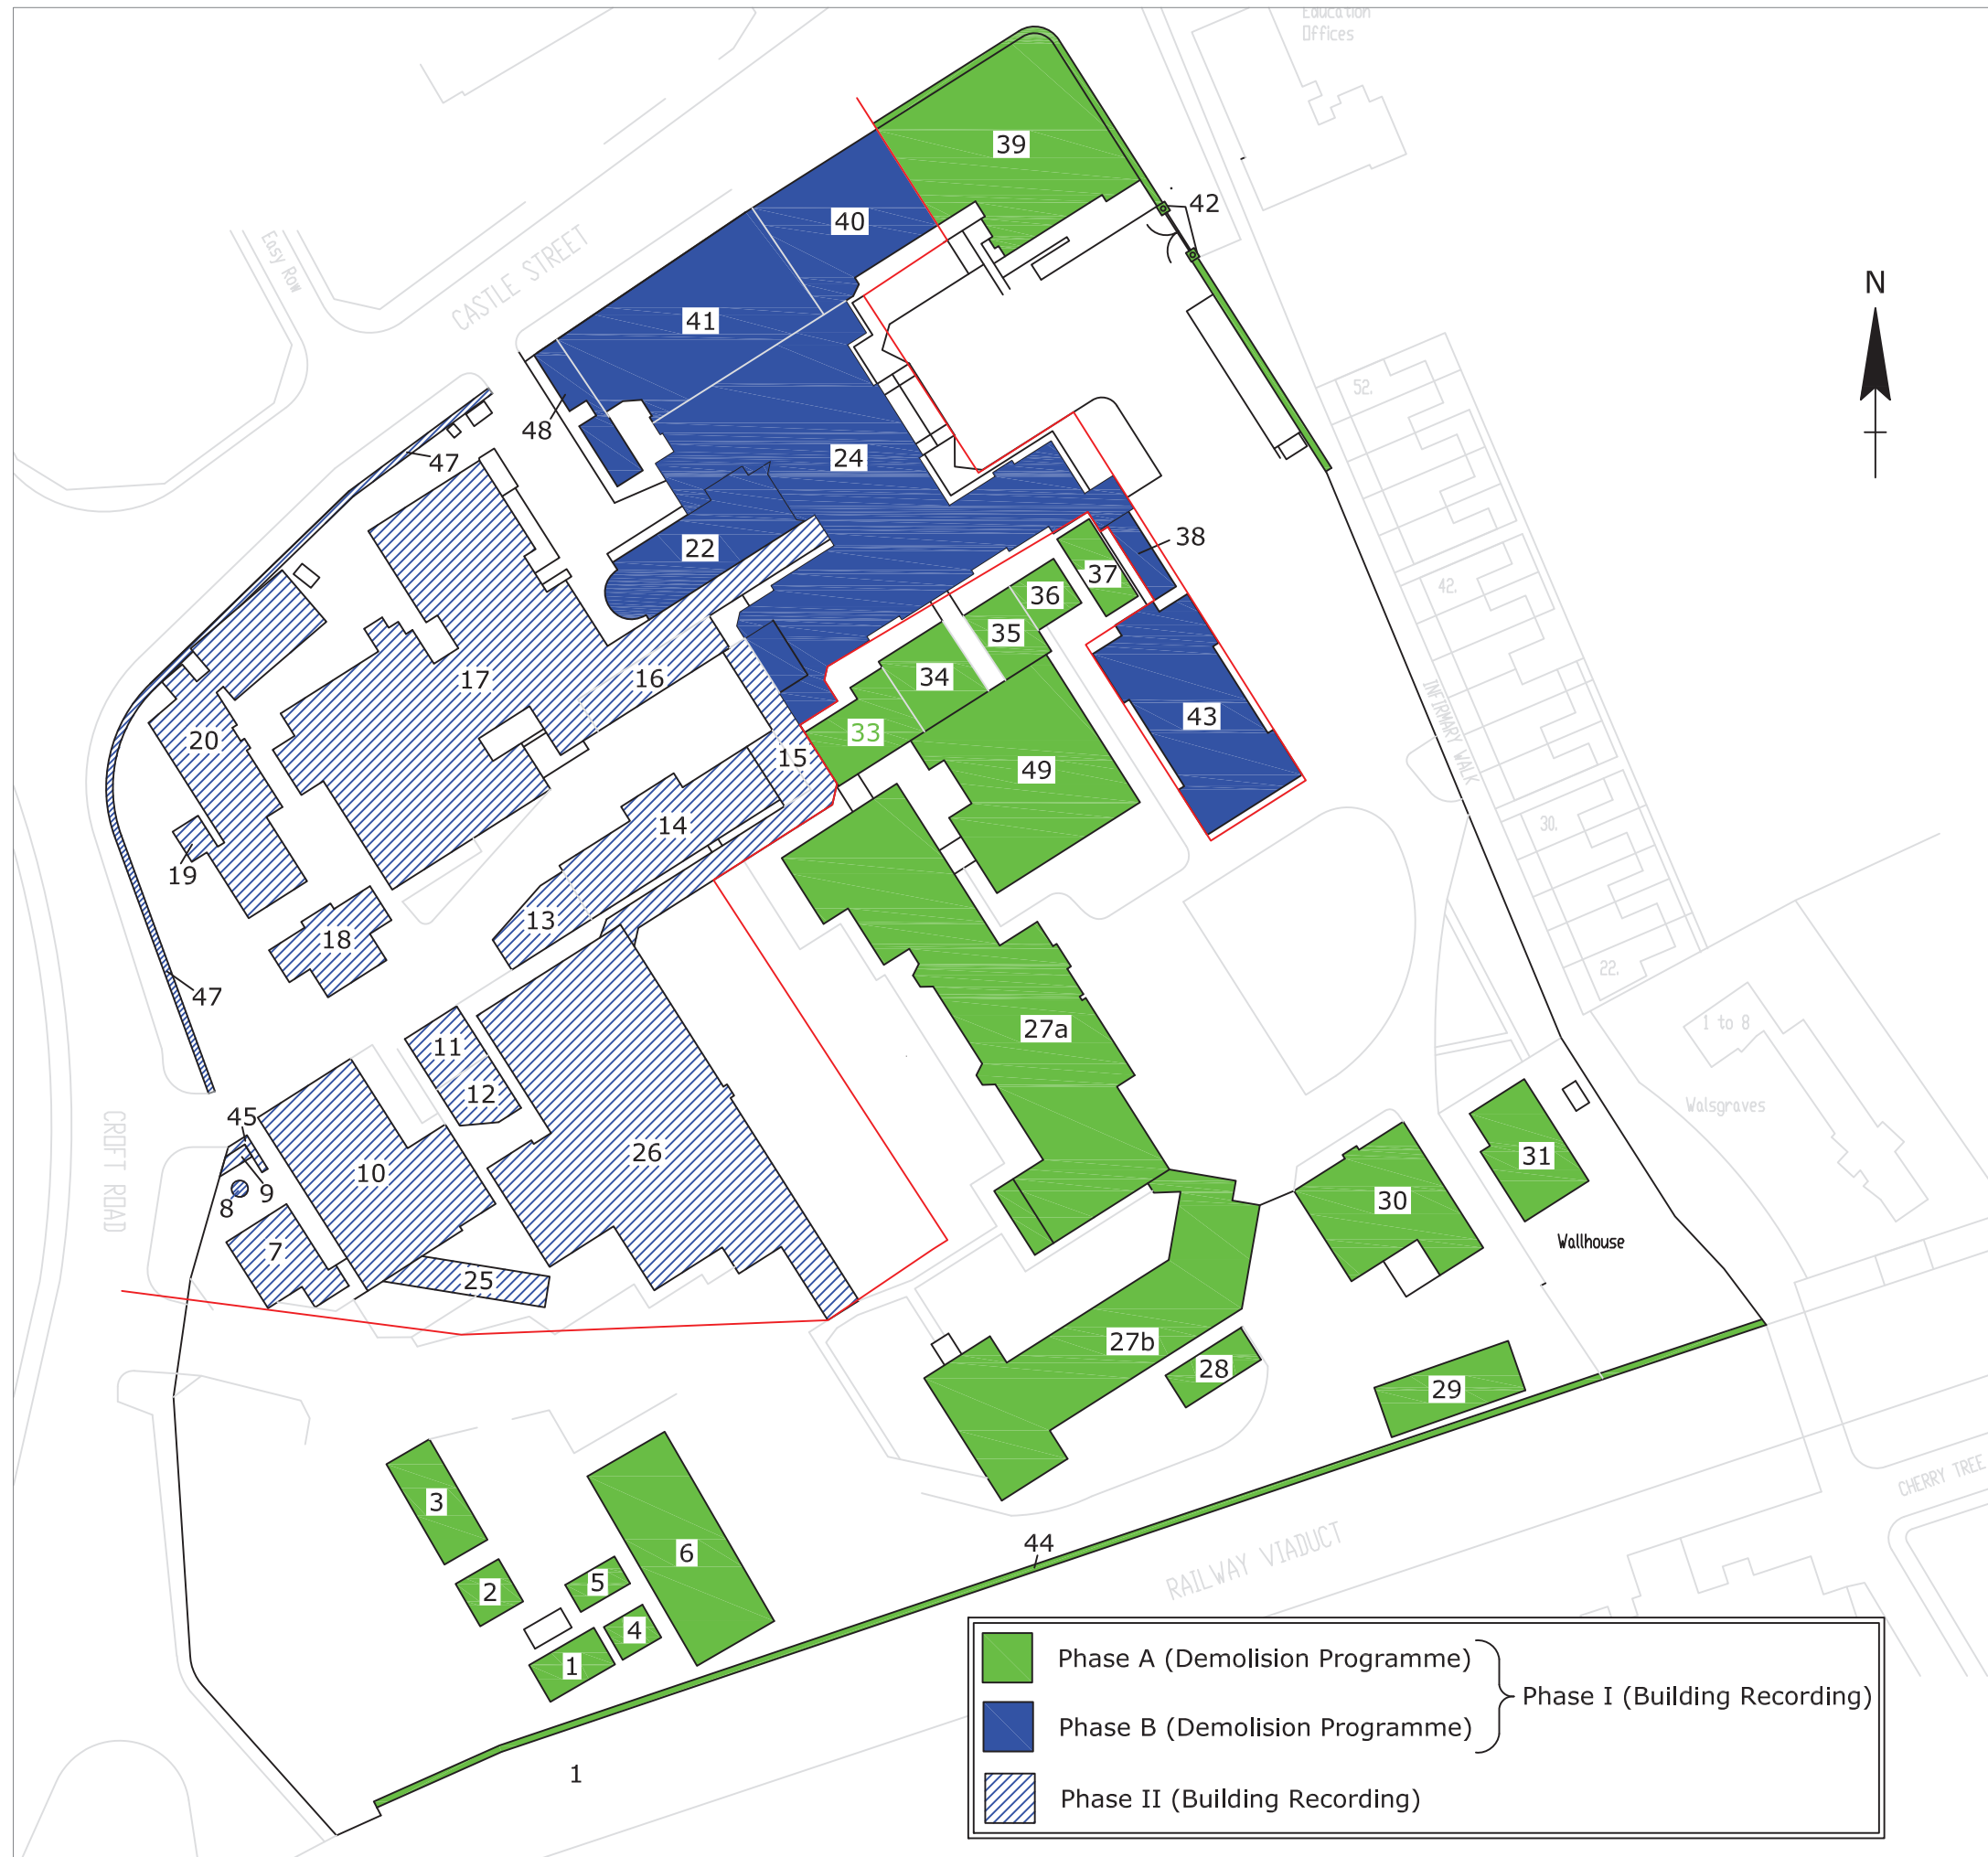 Education
Offices
39
42
40
Easy Row
CASTLE STREET
N
41
52.
48
24
47
38
22
37
42.
36
35
34
16
17
INFIRMARY WALK
43
33
20
15
49
14
30.
19
13
18
22.
47
1 to 8
27a
11
12
Walsgraves
45
CROFT ROAD
26
31
10
9
8
30
Wallhouse
7
25
27b
28
29
CHERRY TREE
3
44
6
RAILWAY VIADUCT
5
2
4
1
Phase A (Demolision Programme)
Phase I (Building Recording)
Phase B (Demolision Programme)
1
Phase II (Building Recording)